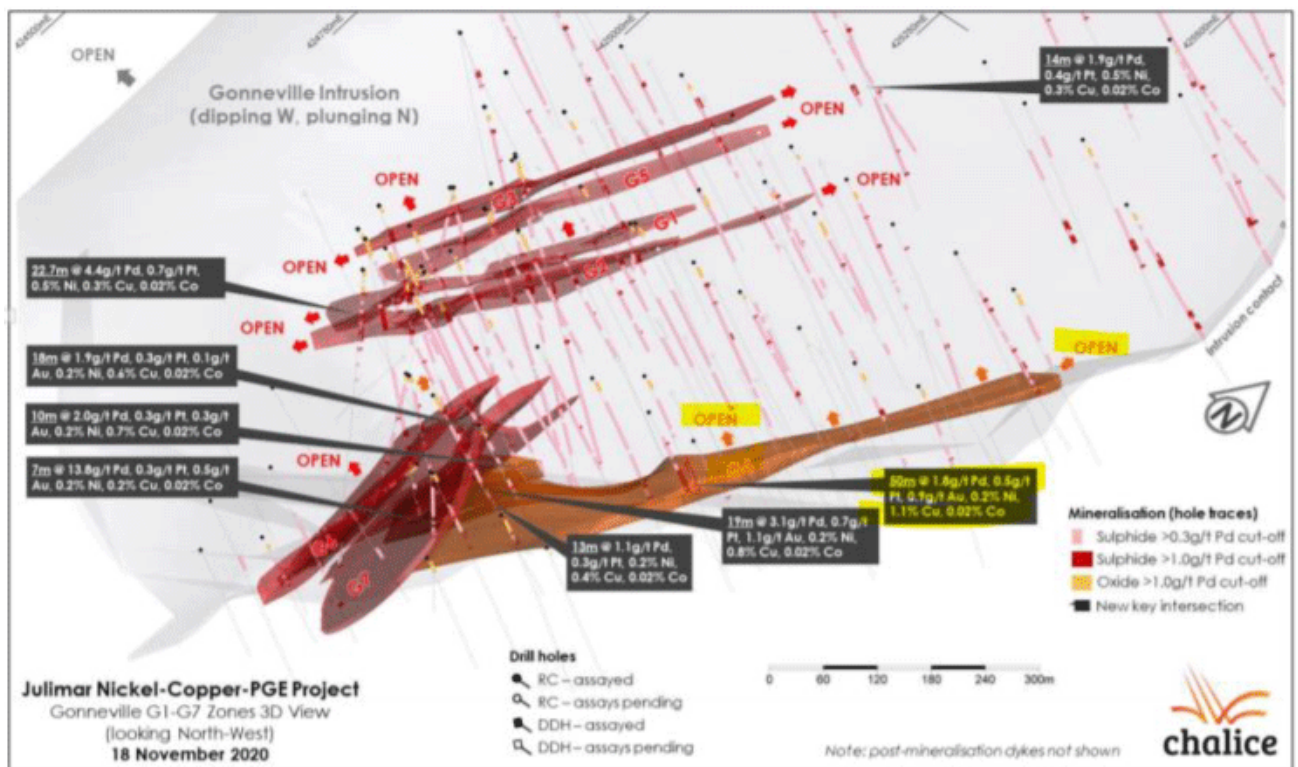 424500mE
424750mE
425000mE
425250mE
425500mE
OPEN
Gonneville Intrusion
(dipping W, plunging N)
14m @ 1.9g/t Pd,
0.4g/t Pt, 0.5% Ni,
0.3% Cu, 0.02% Co
OPEN
OPEN
G3
G5
G1
OPEN
OPEN
22.7m @ 4.4g/t Pd, 0.7g/t Pt,
0.5% Ni, 0.3% Cu, 0.02% Co
G2
OPEN
Intrusion contact
18m @ 1.9g/t Pd, 0.3g/t Pt, 0.1g/t
Au, 0.2% Ni, 0.6% Cu, 0.02% Co
OPEN
N
10m @ 2.0g/t Pd, 0.3g/t Pt, 0.3g/t
Au, 0.2% Ni, 0.7% Cu, 0.02% Co
OPEN
OPEN
7m @ 13.8g/t Pd, 0.3g/t Pt, 0.5g/t
Au, 0.2% Ni, 0.2% Cu, 0.02% Co
50m @ 1.8g/t Pd, 0.5g/t
Pt, 0.9g/t Au, 0.2% Ni,
1.1% Cu, 0.02% Co
19m @ 3.1g/t Pd, 0.7g/t
Pt, 1.1g/t Au, 0.2% Ni,
0.8% Cu, 0.02% Co
13m @ 1.1g/t Pd,
0.3g/t Pt, 0.2% Ni,
0.4% Cu, 0.02% Co
G4
Mineralisation (hole traces)
Sulphide >0.3g/t Pd cut-off
Sulphide >1.0g/t Pd cut-off
Oxide >1.0g/t Pd cut-off
New key intersection
Drill holes
RC – assayed
RC – assays pending
DDH – assayed
DDH – assays pending
0 60 120 180 240 300m
Julimar Nickel-Copper-PGE Project
Gonneville G1-G7 Zones 3D View
(looking North-West)
18 November 2020
Note: post-mineralisation dykes not shown
chalice